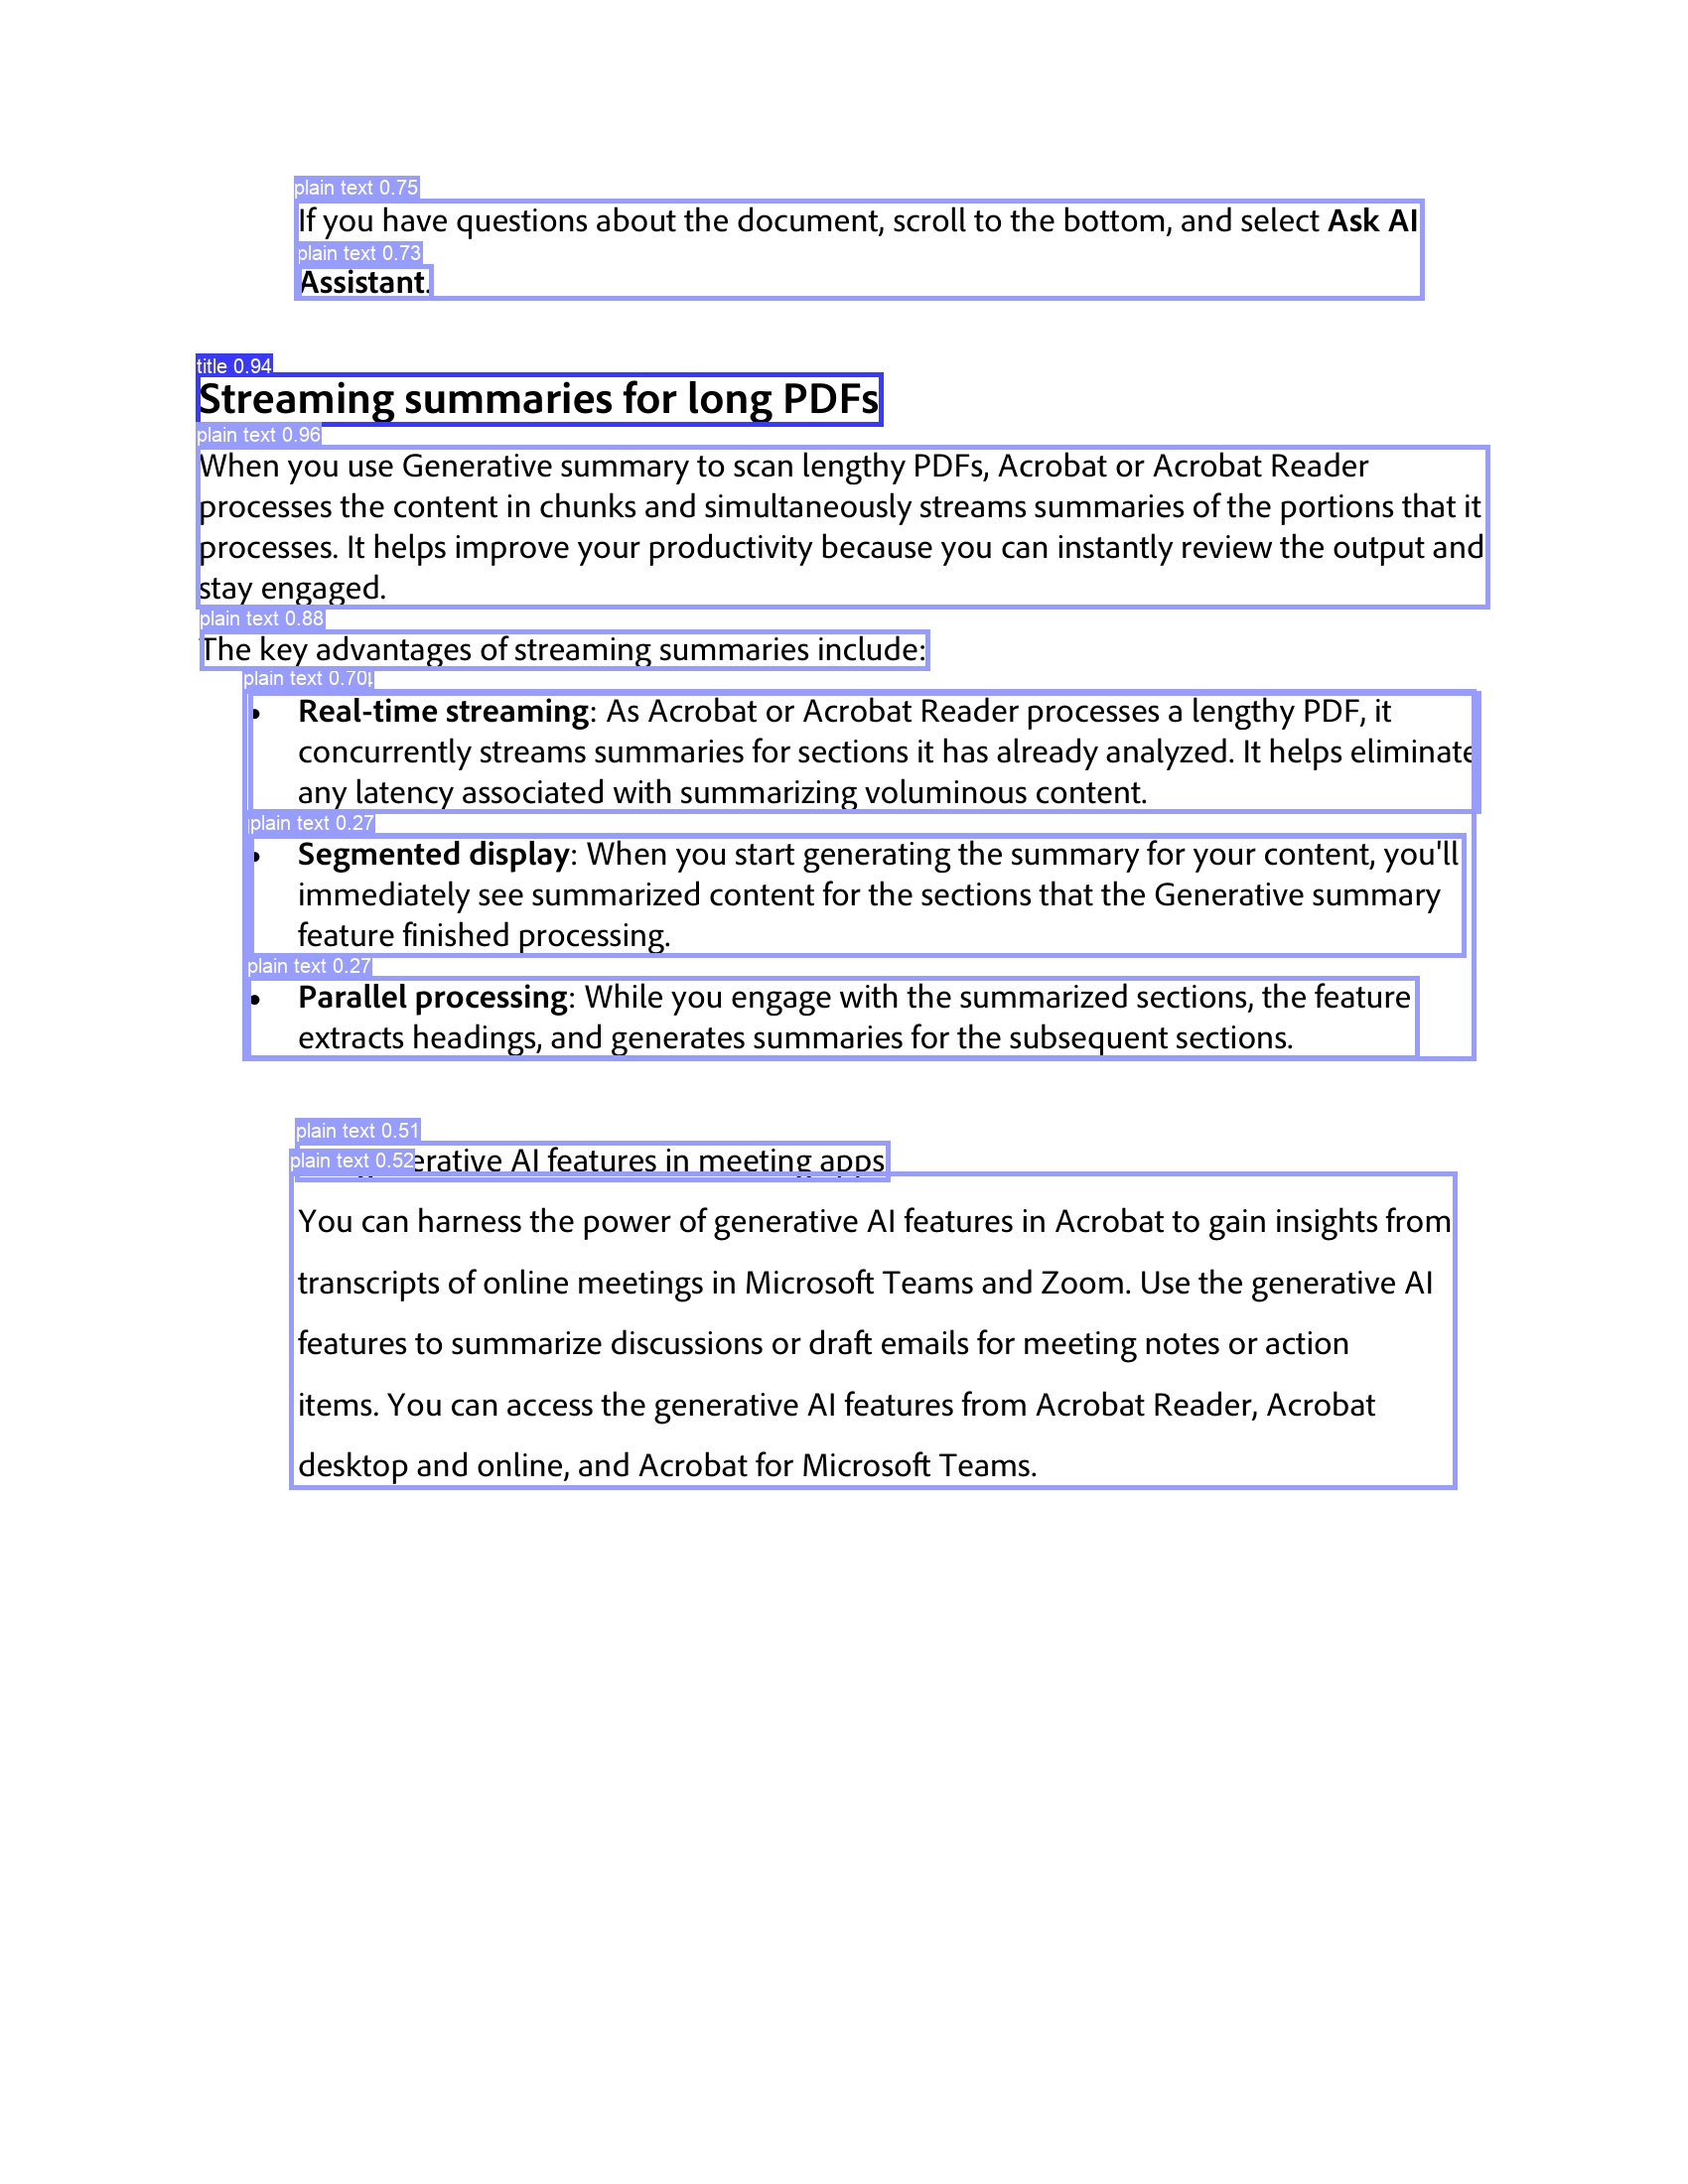 plain text 0.75
If you have questions about the document, scroll to the bottom, and select Ask AI
plain text 0.73
Assistant.
title 0.94
Streaming summaries for long PDFs
plain text 0.96
When you use Generative summary to scan lengthy PDFs, Acrobat or Acrobat Reader
processes the content in chunks and simultaneously streams summaries of the portions that it
processes. It helps improve your productivity because you can instantly review the output and
stay engaged.
plain text 0.88
The key advantages of streaming summaries include:
plain text 0.70
• Real-time streaming: As Acrobat or Acrobat Reader processes a lengthy PDF, it
concurrently streams summaries for sections it has already analyzed. It helps eliminate
any latency associated with summarizing voluminous content.
plain text 0.27
• Segmented display: When you start generating the summary for your content, you'll
immediately see summarized content for the sections that the Generative summary
feature finished processing.
plain text 0.27
• Parallel processing: While you engage with the summarized sections, the feature
extracts headings, and generates summaries for the subsequent sections.
plain text 0.51
plain text 0.52 erative AI features in meeting apps
You can harness the power of generative AI features in Acrobat to gain insights from
transcripts of online meetings in Microsoft Teams and Zoom. Use the generative AI
features to summarize discussions or draft emails for meeting notes or action
items. You can access the generative AI features from Acrobat Reader, Acrobat
desktop and online, and Acrobat for Microsoft Teams.